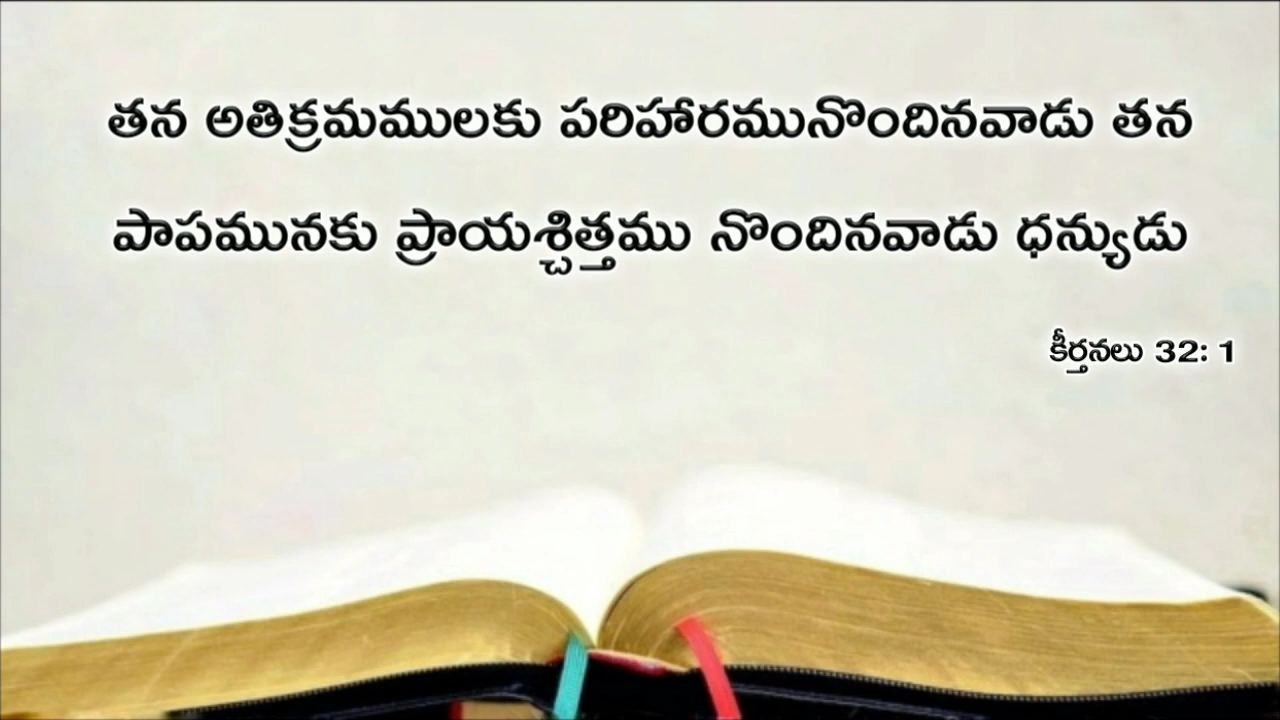 తన అతిక్రమములకు పరిహారమునొందినవాడు తన
పాపమునకు ప్రాయశ్చిత్తము నొందినవాడు ధన్యుడు
కీర్తనలు 32: 1